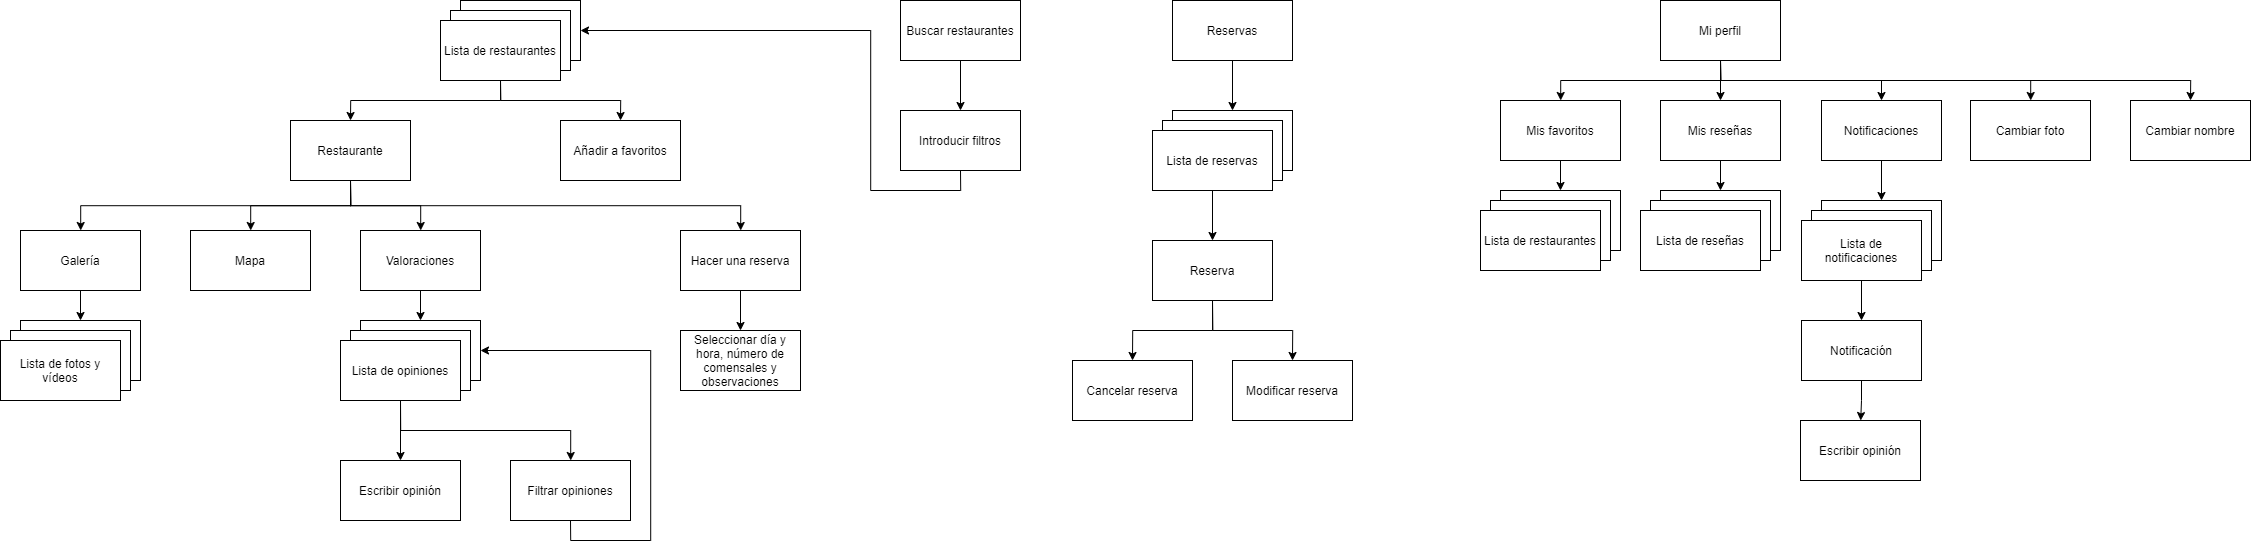 Lista de restaurantes
Buscar restaurantes
Reservas
Mi perfil
Restaurante
Añadir a favoritos
Introducir filtros
Lista de reservas
Mis favoritos
Mis reseñas
Notificaciones
Cambiar foto
Cambiar nombre
Galería
Mapa
Valoraciones
Hacer una reserva
Reserva
Lista de restaurantes
Lista de reseñas
Lista de
notificaciones
Lista de fotos y
vídeos
Lista de opiniones
Seleccionar día y
hora, número de
comensales y
observaciones
Cancelar reserva
Modificar reserva
Notificación
Escribir opinión
Filtrar opiniones
Escribir opinión